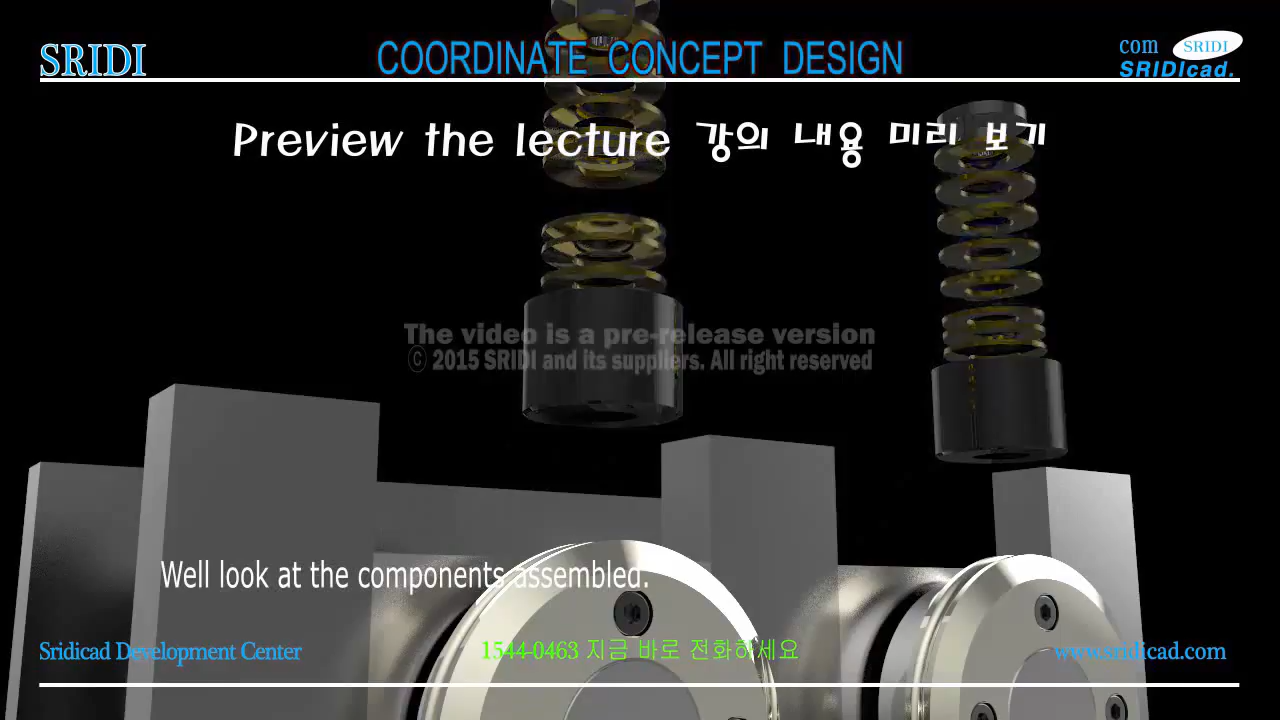 SRIDI
COORDINATE CONCEPT DESIGN
com SRIDI
SRIDIcad.
Preview the lecture 강의 내용 미리 보기
The video is a pre-release version
© 2015 SRIDI and its suppliers. All right reserved
Well look at the components assembled.
Sridicad Development Center
1544-0463 지금 바로 전화하세요
www.sridicad.com